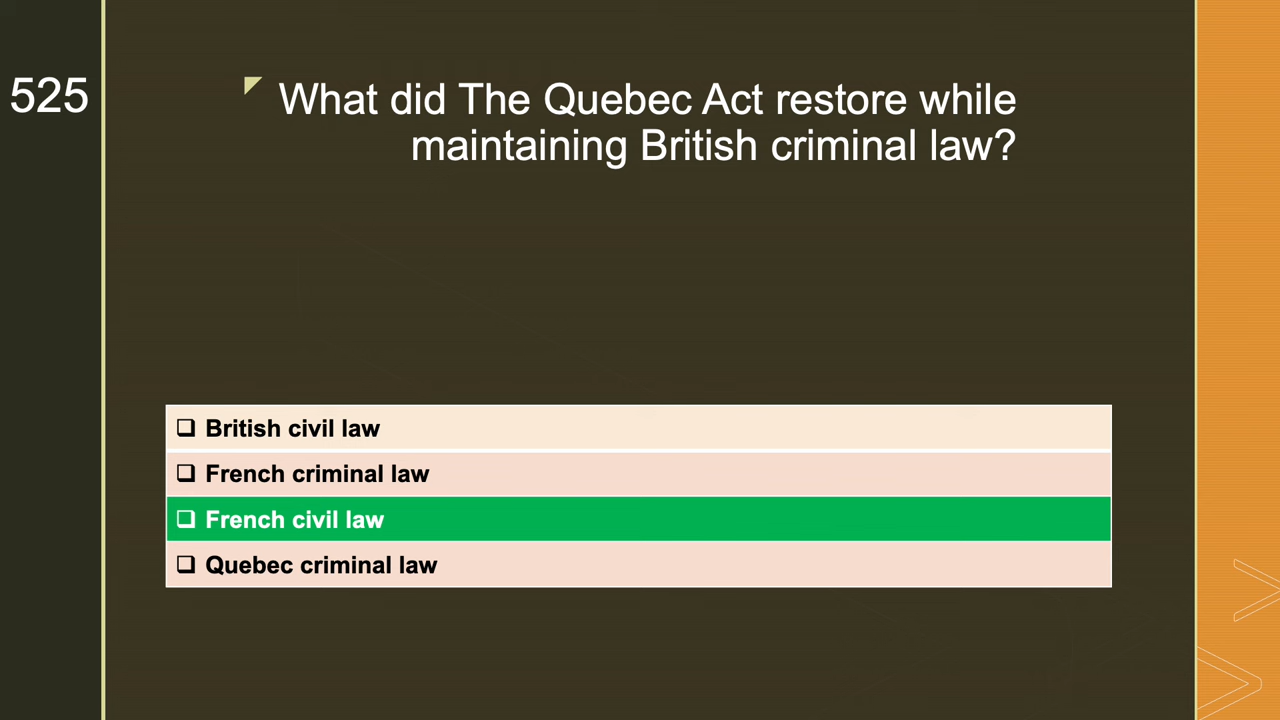 525
What did The Quebec Act restore while
maintaining British criminal law?
❑ British civil law
❑ French criminal law
❑ French civil law
❑ Quebec criminal law